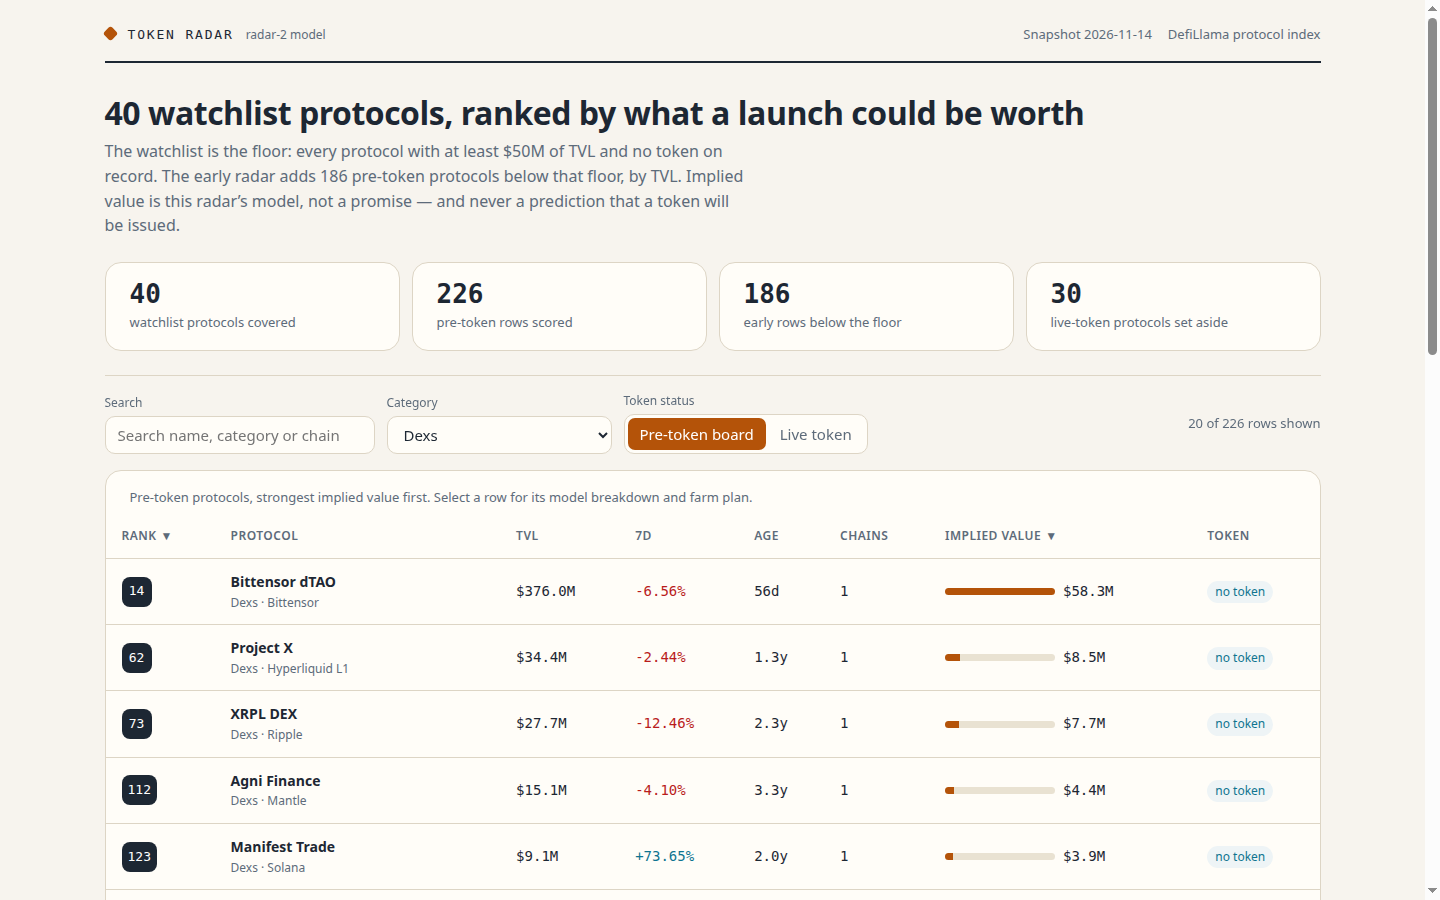 TOKEN RADAR radar-2 model
Snapshot 2026-11-14 DefiLlama protocol index
40 watchlist protocols, ranked by what a launch could be worth
The watchlist is the floor: every protocol with at least $50M of TVL and no token on
record. The early radar adds 186 pre-token protocols below that floor, by TVL. Implied
value is this radar’s model, not a promise — and never a prediction that a token will
be issued.
40
watchlist protocols covered
226
pre-token rows scored
186
early rows below the floor
30
live-token protocols set aside
Search
Search name, category or chain
Category
Dexs
Token status
Pre-token board Live token
20 of 226 rows shown
Pre-token protocols, strongest implied value first. Select a row for its model breakdown and farm plan.
RANK ▼ PROTOCOL TVL 7D AGE CHAINS IMPLIED VALUE ▼ TOKEN
14 Bittensor dTAO $376.0M -6.56% 56d 1 $58.3M no token
Dexs · Bittensor
62 Project X $34.4M -2.44% 1.3y 1 $8.5M no token
Dexs · Hyperliquid L1
73 XRPL DEX $27.7M -12.46% 2.3y 1 $7.7M no token
Dexs · Ripple
112 Agni Finance $15.1M -4.10% 3.3y 1 $4.4M no token
Dexs · Mantle
123 Manifest Trade $9.1M +73.65% 2.0y 1 $3.9M no token
Dexs · Solana